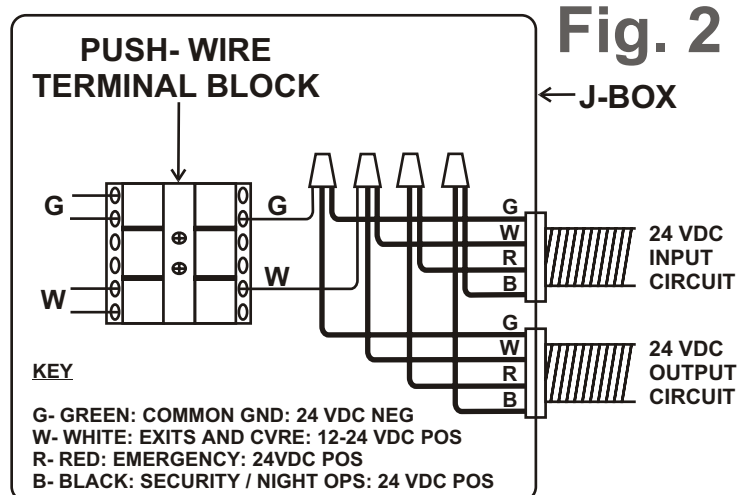 Fig. 2
PUSH- WIRE
TERMINAL BLOCK
J-BOX
G
G
W
W
G
W
R
B
24 VDC
INPUT
CIRCUIT
G
W
R
B
24 VDC
OUTPUT
CIRCUIT
KEY
G- GREEN: COMMON GND: 24 VDC NEG
W- WHITE: EXITS AND CVRE: 12-24 VDC POS
R- RED: EMERGENCY: 24VDC POS
B- BLACK: SECURITY / NIGHT OPS: 24 VDC POS